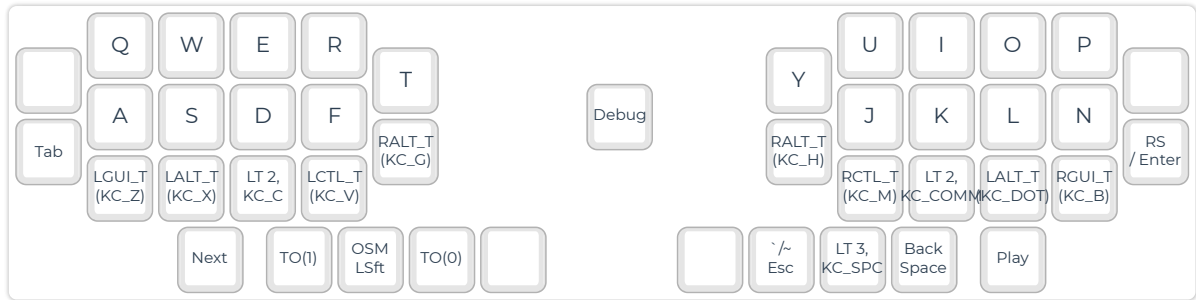 Q W E R U I O P
T Y
A S D F Debug J K L N
Tab RALT_T (KC_G) RALT_T (KC_H) RS / Enter
LGUI_T (KC_Z) LALT_T (KC_X) LT 2, KC_C LCTL_T (KC_V) RCTL_T (KC_M) LT 2, KC_COMM LALT_T (KC_DOT) RGUI_T (KC_B)
Next TO(1) OSM LSft TO(0) `/~ Esc LT 3, KC_SPC Back Space Play